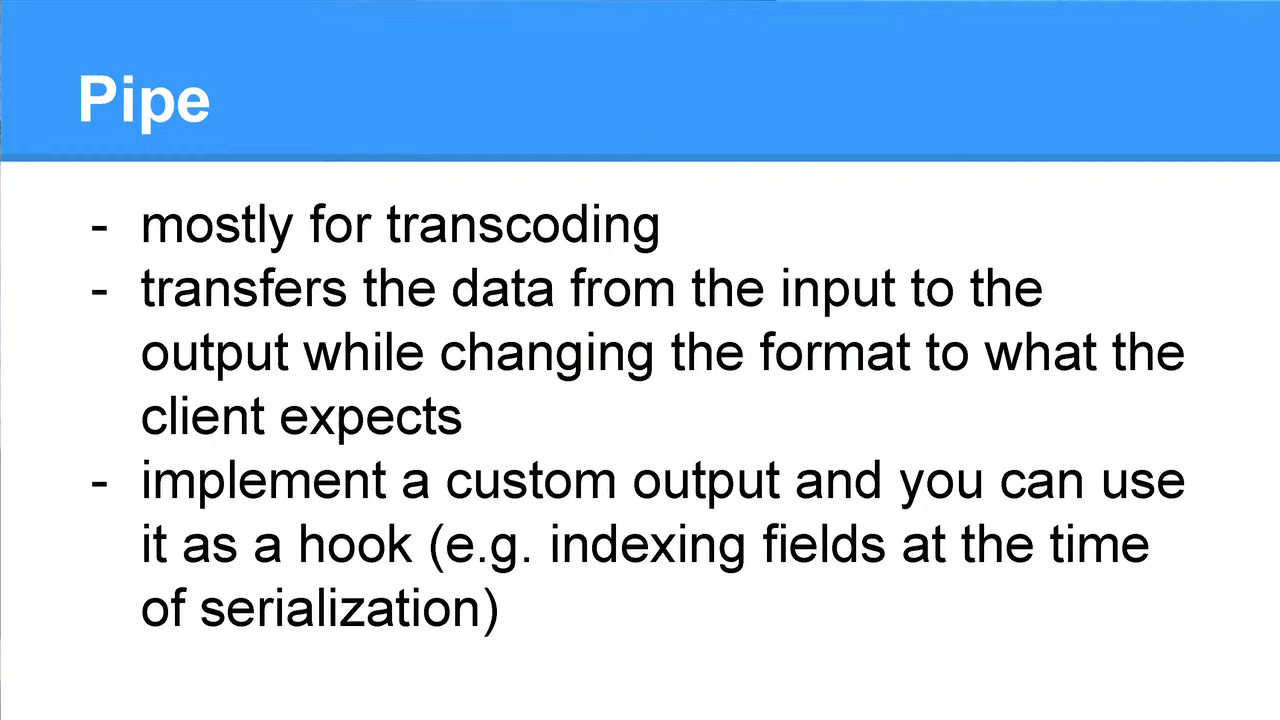 Pipe
- mostly for transcoding
- transfers the data from the input to the
output while changing the format to what the
client expects
- implement a custom output and you can use
it as a hook (e.g. indexing fields at the time
of serialization)